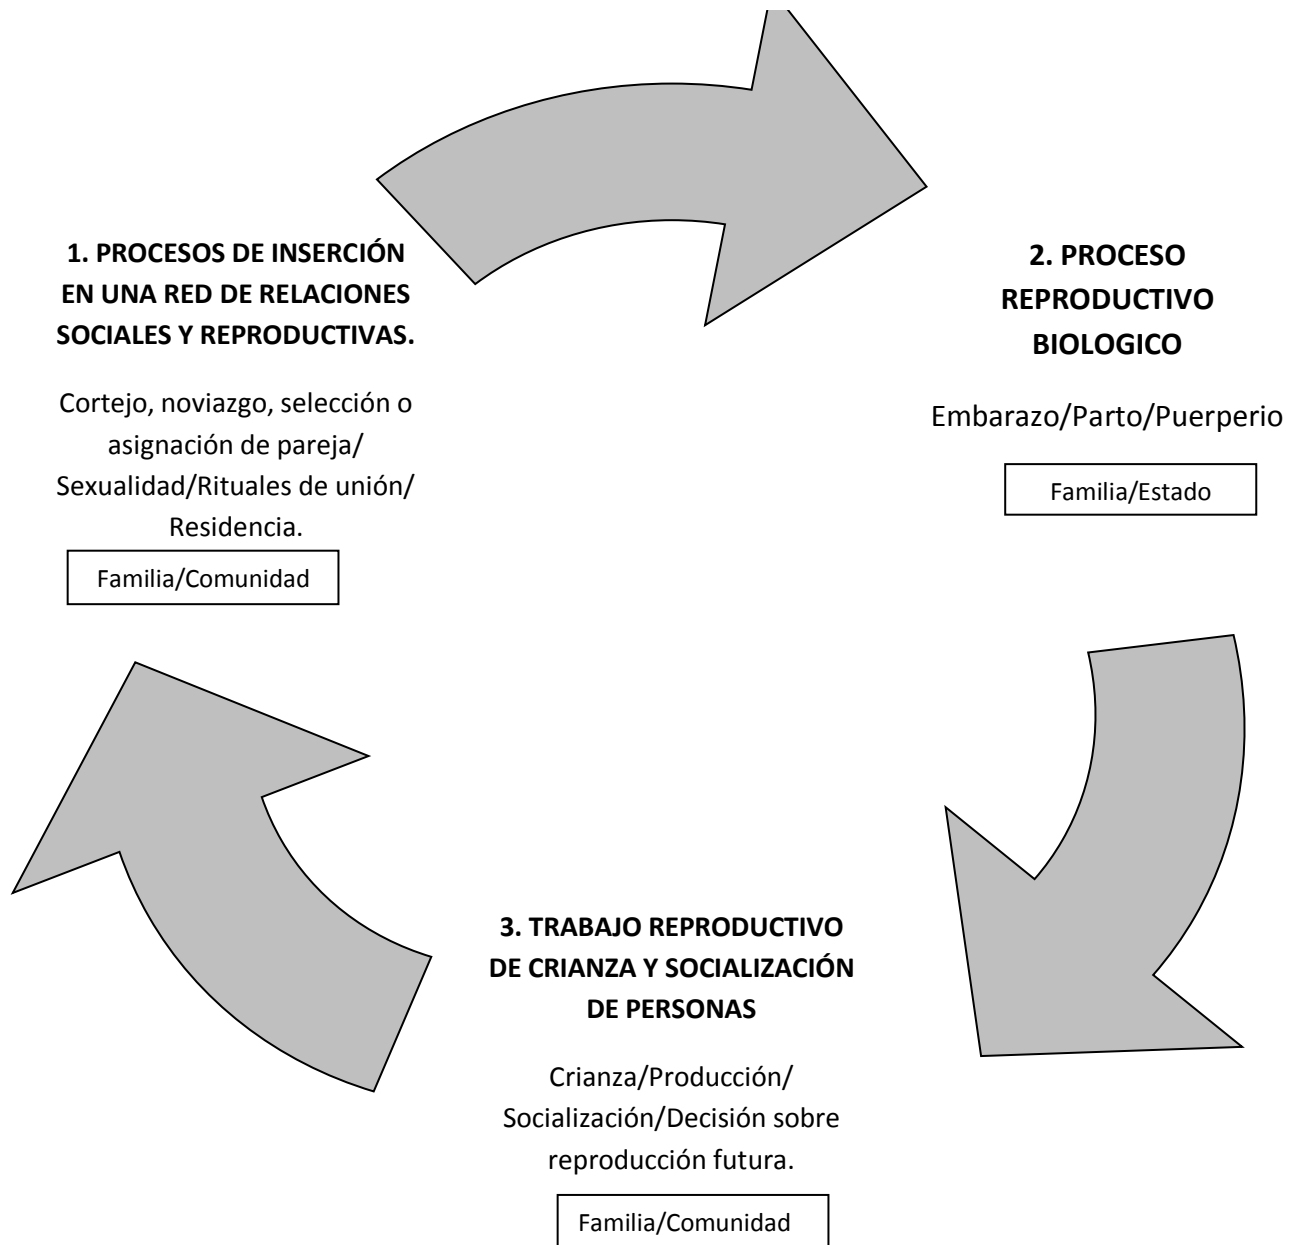 1. PROCESOS DE INSERCIÓN
EN UNA RED DE RELACIONES
SOCIALES Y REPRODUCTIVAS.
Cortejo, noviazgo, selección o
asignación de pareja/
Sexualidad/Rituales de unión/
Residencia.
Familia/Comunidad
2. PROCESO
REPRODUCTIVO
BIOLOGICO
Embarazo/Parto/Puerperio
Familia/Estado
3. TRABAJO REPRODUCTIVO
DE CRIANZA Y SOCIALIZACIÓN
DE PERSONAS
Crianza/Producción/
Socialización/Decisión sobre
reproducción futura.
Familia/Comunidad